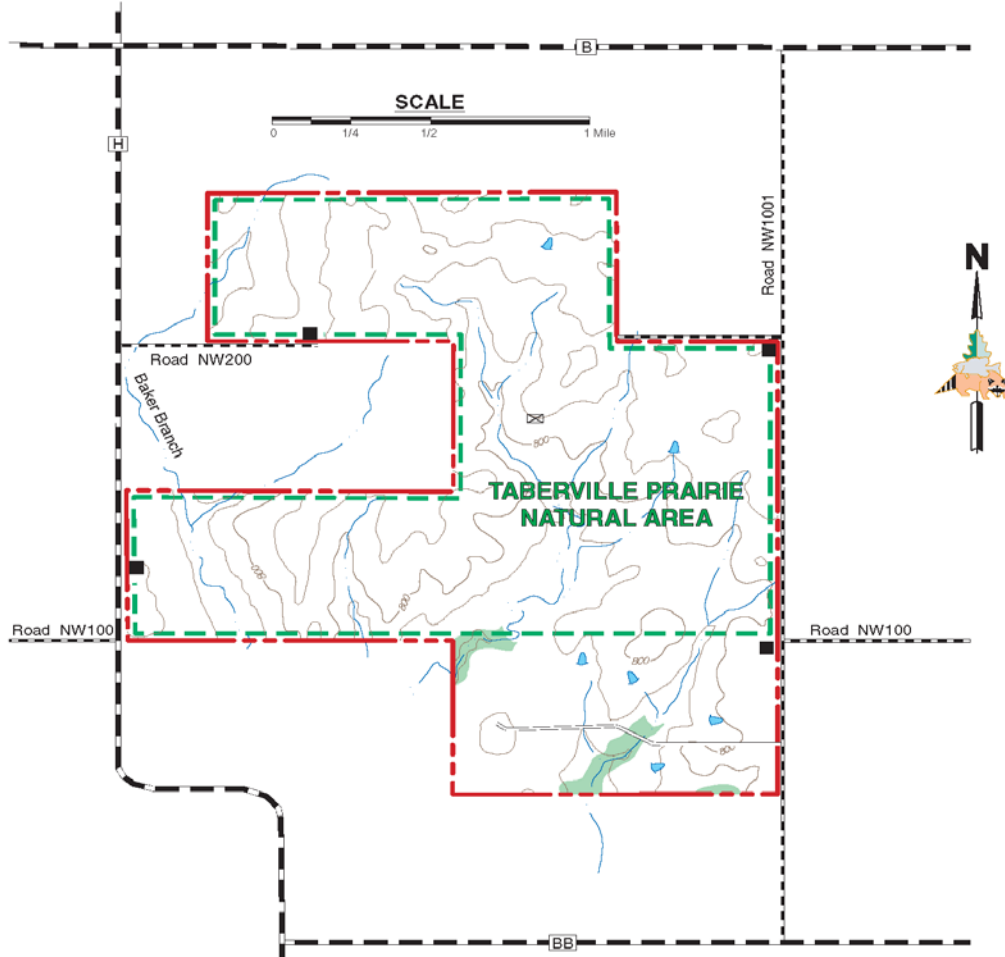 B
SCALE
0 1/4 1/2 1 Mile
H
Road NW1001
N
Road NW200
Baker Branch
800
TABERVILLE PRAIRIE
NATURAL AREA
900
800
Road NW100
Road NW100
800
800
BB